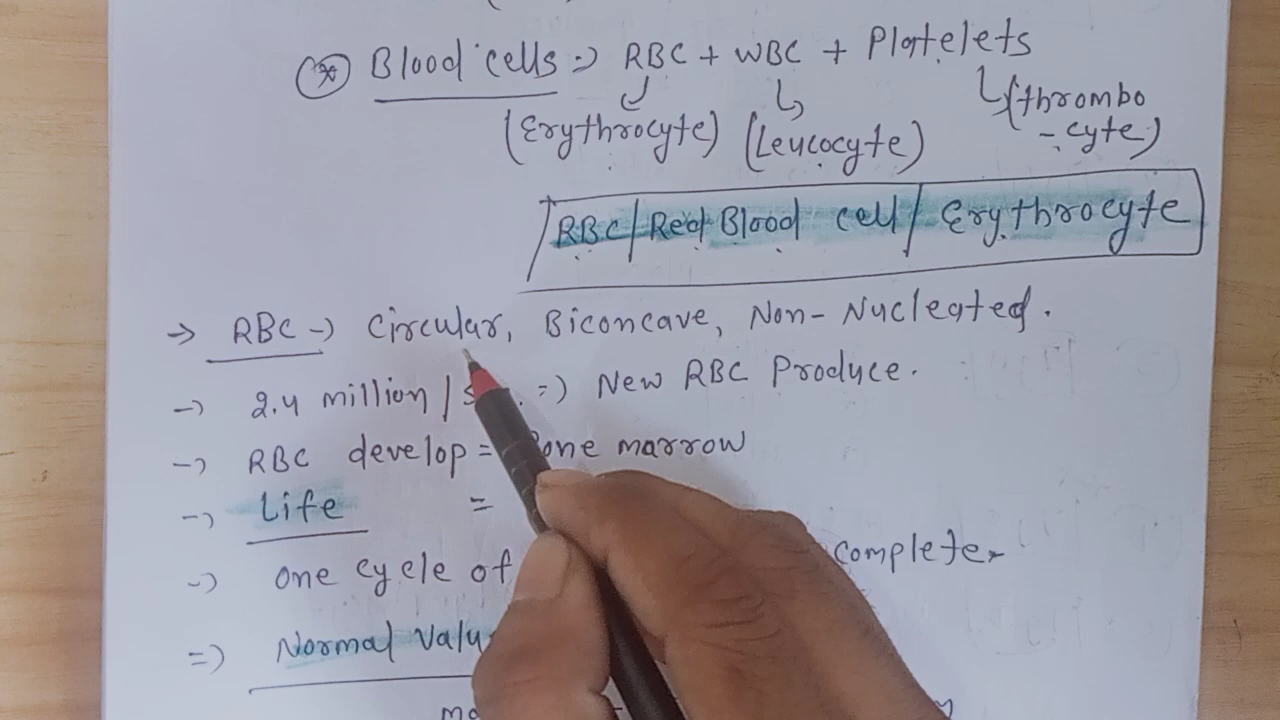 (*) Blood cells => RBC + WBC + Platelets
(Erythrocyte) (Leucocyte) (thrombo
-cyte)
RBC/Red Blood cell/Erythrocyte
→ RBC → Circular, Biconcave, Non-Nucleated.
→ 2.4 million / => New RBC Produce.
→ RBC develop = Bone marrow
→ Life =
→ One cycle of complete
=> Normal Valu